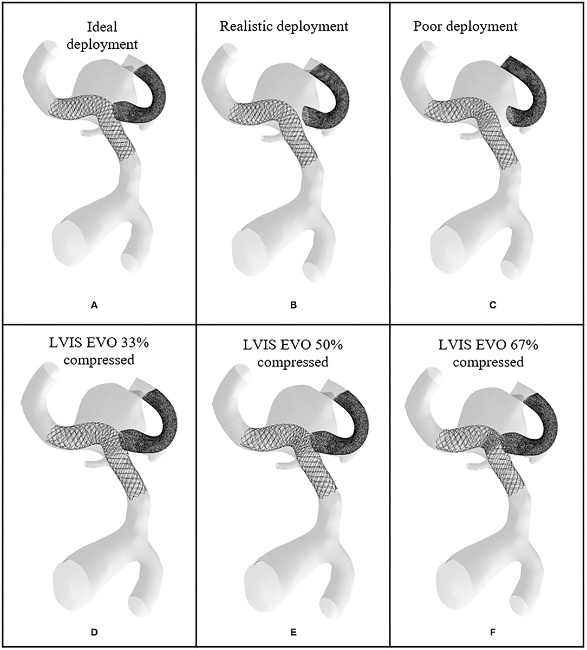 Ideal
deployment
Realistic deployment
Poor deployment
A
B
C
LVIS EVO 33%
compressed
LVIS EVO 50%
compressed
LVIS EVO 67%
compressed
D
E
F